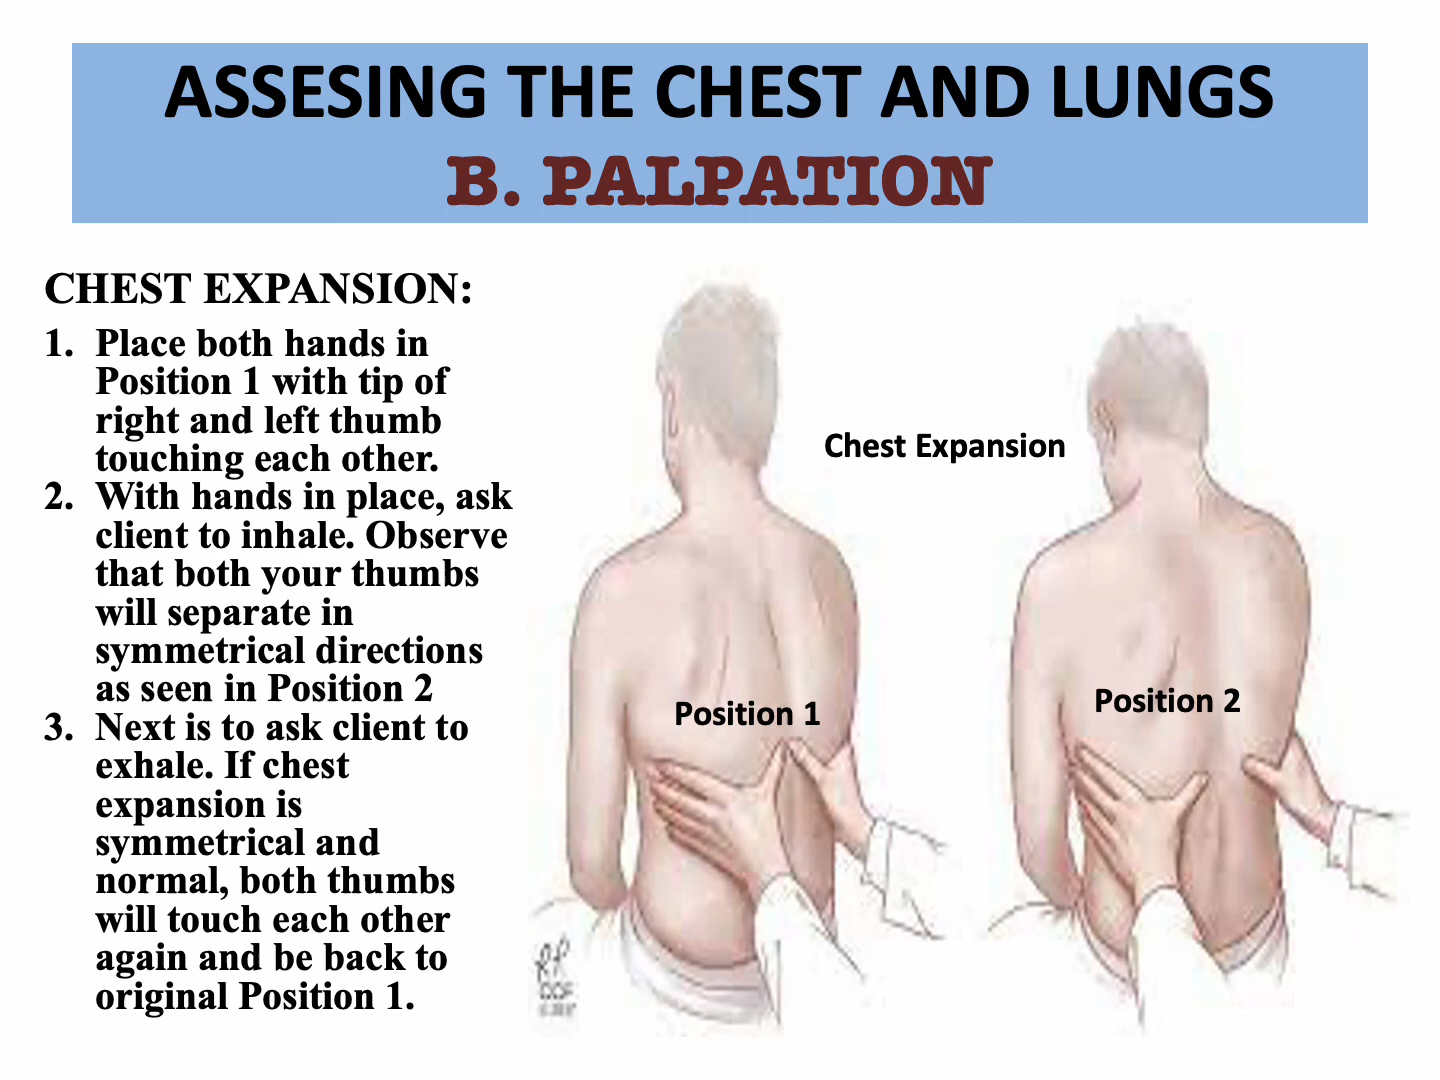 ASSESING THE CHEST AND LUNGS
B. PALPATION
CHEST EXPANSION:
1. Place both hands in
Position 1 with tip of
right and left thumb
touching each other.
2. With hands in place, ask
client to inhale. Observe
that both your thumbs
will separate in
symmetrical directions
as seen in Position 2
3. Next is to ask client to
exhale. If chest
expansion is
symmetrical and
normal, both thumbs
will touch each other
again and be back to
original Position 1.
Chest Expansion
Position 1
Position 2